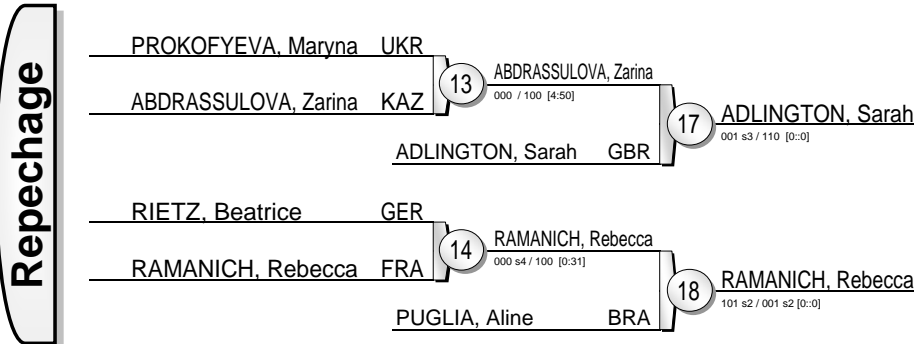 Repechage
PROKOFYEVA, Maryna UKR
ABDRASSULOVA, Zarina KAZ
13
ABDRASSULOVA, Zarina
000 / 100 [4:50]
ADLINGTON, Sarah GBR
17
ADLINGTON, Sarah
001 s3 / 110 [0::0]
RIETZ, Beatrice GER
RAMANICH, Rebecca FRA
14
RAMANICH, Rebecca
000 s4 / 100 [0:31]
PUGLIA, Aline BRA
18
RAMANICH, Rebecca
101 s2 / 001 s2 [0::0]